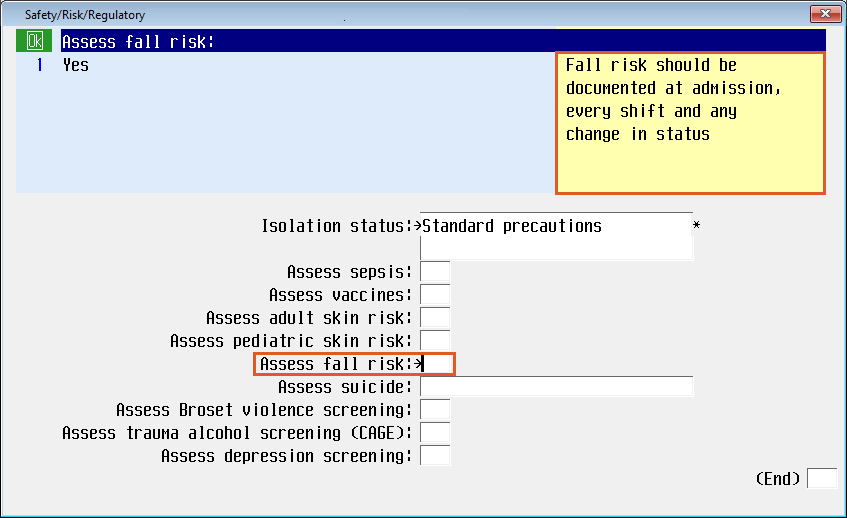 Safety/Risk/Regulatory
Ok Assess fall risk:
1 Yes
Fall risk should be
documented at admission,
every shift and any
change in status
Isolation status:→Standard precautions *
Assess sepsis:
Assess vaccines:
Assess adult skin risk:
Assess pediatric skin risk:
Assess fall risk:→
Assess suicide:
Assess Broset violence screening:
Assess trauma alcohol screening (CAGE):
Assess depression screening:
(End)